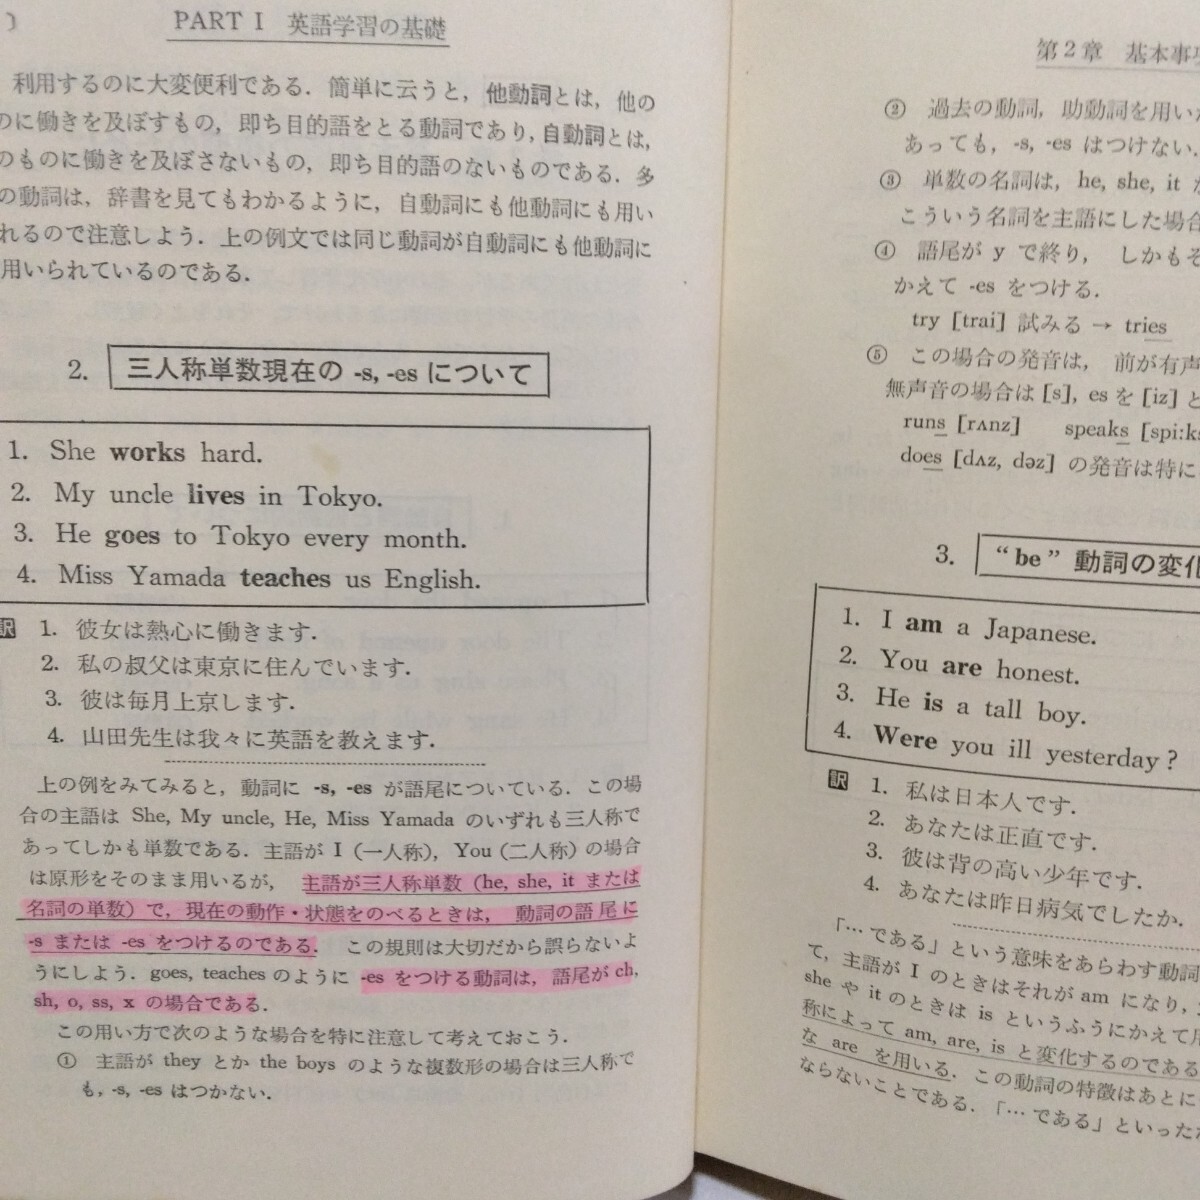 PART I 英語学習の基礎
利用するのに大変便利である．簡単に云うと，他動詞とは，他の
のに働きを及ぼすもの，即ち目的語をとる動詞であり，自動詞とは，
のものに働きを及ぼさないもの，即ち目的語のないものである．多
の動詞は，辞書を見てもわかるように，自動詞にも他動詞にも用い
れるので注意しよう．上の例文では同じ動詞が自動詞にも他動詞に
用いられているのである．
2. 三人称単数現在の -s, -es について
1. She works hard.
2. My uncle lives in Tokyo.
3. He goes to Tokyo every month.
4. Miss Yamada teaches us English.
訳 1. 彼女は熱心に働きます．
2. 私の叔父は東京に住んでいます．
3. 彼は毎月上京します．
4. 山田先生は我々に英語を教えます．
上の例をみてみると，動詞に -s, -es が語尾についている．この場
合の主語は She, My uncle, He, Miss Yamada のいずれも三人称で
あってしかも単数である．主語が I (一人称), You (二人称) の場合
は原形をそのまま用いるが，主語が三人称単数 (he, she, it または
名詞の単数) で，現在の動作・状態をのべるときは，動詞の語尾に
-s または -es をつけるのである．この規則は大切だから誤らないよ
うにしよう．goes, teaches のように -es をつける動詞は，語尾が ch,
sh, o, ss, x の場合である．
この用い方で次のような場合を特に注意して考えておこう．
① 主語が they とか the boys のような複数形の場合は三人称で
も，-s, -es はつかない．
第2章 基本事
② 過去の動詞，助動詞を用い
あっても，-s, -es はつけない．
③ 単数の名詞は，he, she, it
こういう名詞を主語にした場合
④ 語尾が y で終り，しかもそ
かえて -es をつける．
try [trai] 試みる → tries
⑤ この場合の発音は，前が有声
無声音の場合は [s], es を [iz] と
runs [rʌnz] speaks [spi:ks
does [dʌz, dəz] の発音は特に
3. “be” 動詞の変化
1. I am a Japanese.
2. You are honest.
3. He is a tall boy.
4. Were you ill yesterday?
訳 1. 私は日本人です．
2. あなたは正直です．
3. 彼は背の高い少年です．
4. あなたは昨日病気でしたか．
「…である」という意味をあらわす動詞
て，主語が I のときはそれが am になり，
she や it のときは is というふうにかえて
称によって am, are, is と変化するのである
な are を用いる．この動詞の特徴はあとに
ならないことである．「…である」といった